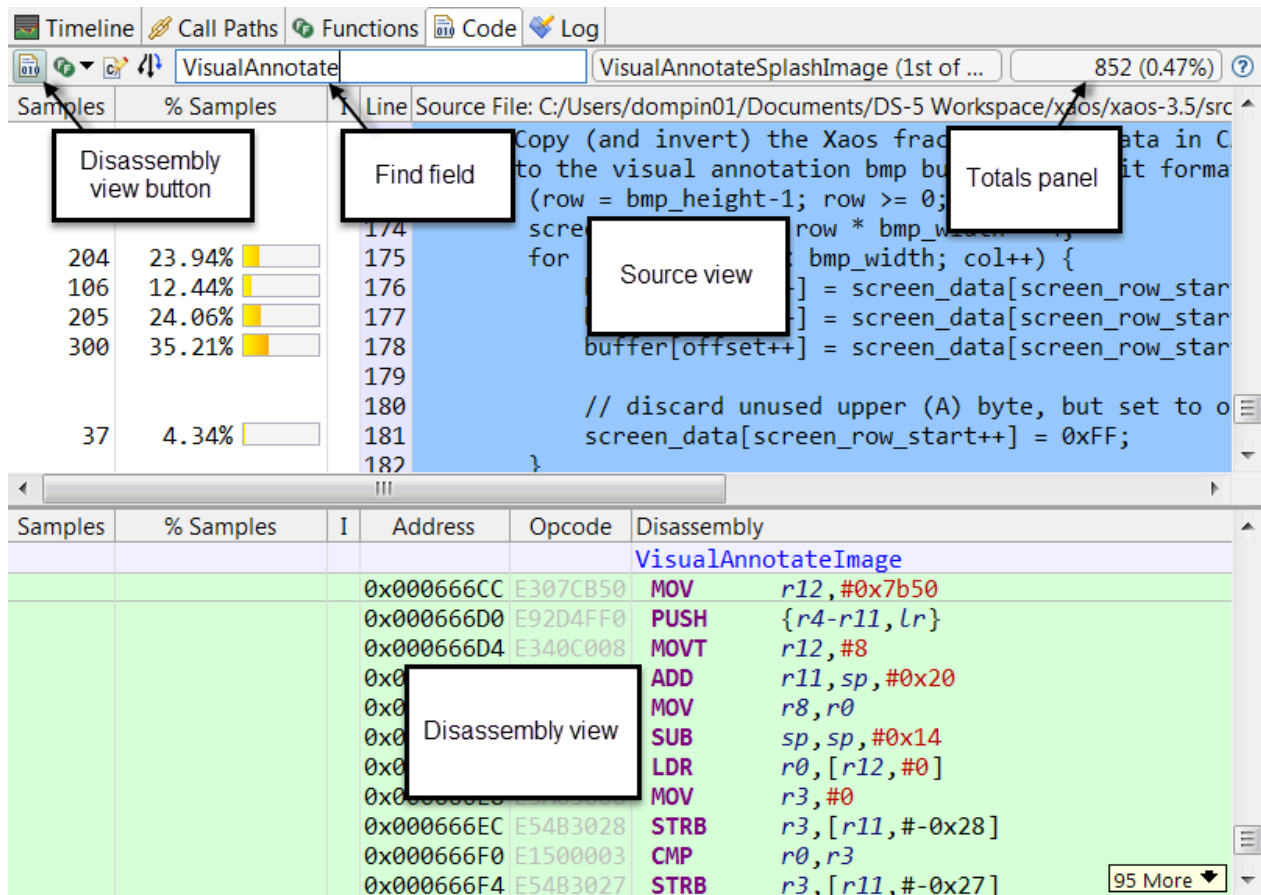 Timeline Call Paths Functions Code Log
VisualAnnotate VisualAnnotateSplashImage (1st of ... 852 (0.47%)
Samples % Samples I Line Source File: C:/Users/dompin01/Documents/DS-5 Workspace/xaos/xaos-3.5/src
Copy (and invert) the Xaos frac ata in C
to the visual annotation bmp bu it forma
(row = bmp_height-1; row >= 0;
174 scre row * bmp_width
204 23.94% 175 for bmp_width; col++) {
106 12.44% 176 ] = screen_data[screen_row_star
205 24.06% 177 ] = screen_data[screen_row_star
300 35.21% 178 buffer[offset++] = screen_data[screen_row_star
179
180 // discard unused upper (A) byte, but set to o
37 4.34% 181 screen_data[screen_row_start++] = 0xFF;
182 }
Disassembly
view button
Find field
Totals panel
Source view
Samples % Samples I Address Opcode Disassembly
VisualAnnotateImage
0x000666CC E307CB50 MOV r12,#0x7b50
0x000666D0 E92D4FF0 PUSH {r4-r11,lr}
0x000666D4 E340C008 MOVT r12,#8
0x0 ADD r11,sp,#0x20
0x0 MOV r8,r0
0x0 SUB sp,sp,#0x14
0x0 LDR r0,[r12,#0]
MOV r3,#0
0x000666EC E54B3028 STRB r3,[r11,#-0x28]
0x000666F0 E1500003 CMP r0,r3
0x000666F4 E54B3027 STRB r3,[r11,#-0x27]
Disassembly view
95 More